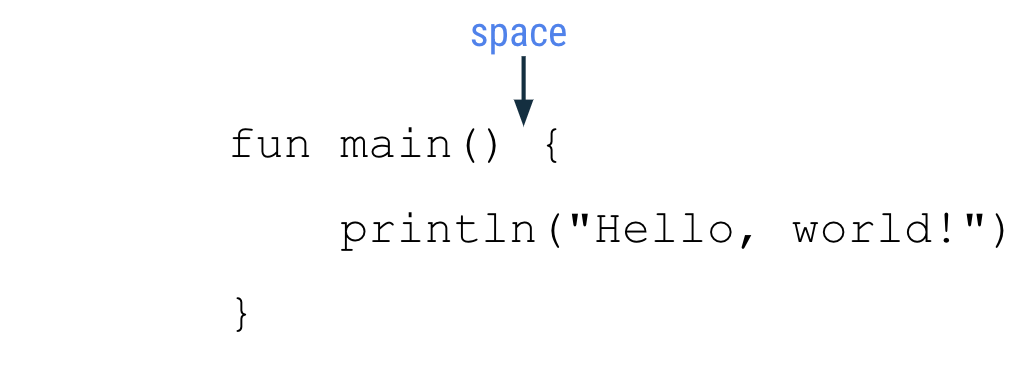 space
fun main() {
    println("Hello, world!")
}